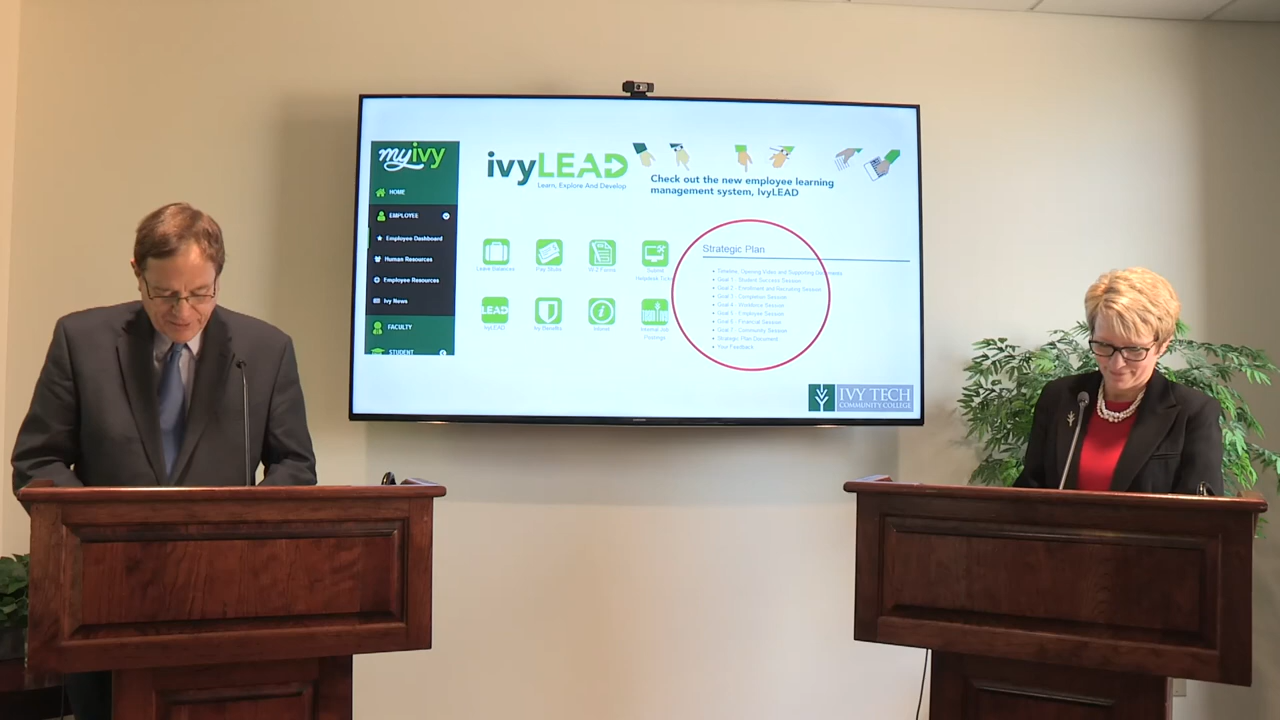 myivy
HOME
EMPLOYEE
Employee Dashboard
Human Resources
Employee Resources
Ivy News
FACULTY
STUDENT
ivyLEAD
Learn, Explore And Develop
Check out the new employee learning
management system, IvyLEAD
Leave Balances
Pay Stubs
W-2 Forms
Submit
Helpdesk Ticket
LEAD
IvyLEAD
Ivy Benefits
Internal Job
Postings
Strategic Plan
Timeline, Opening Video and Supporting Documents
Goal 1 - Student Success Session
Goal 2 - Enrollment and Recruiting Session
Goal 3 - Completion Session
Goal 4 - Workforce Session
Goal 5 - Employee Session
Goal 6 - Financial Session
Goal 7 - Community Session
Strategic Plan Document
Your Feedback
IVY TECH
COMMUNITY COLLEGE